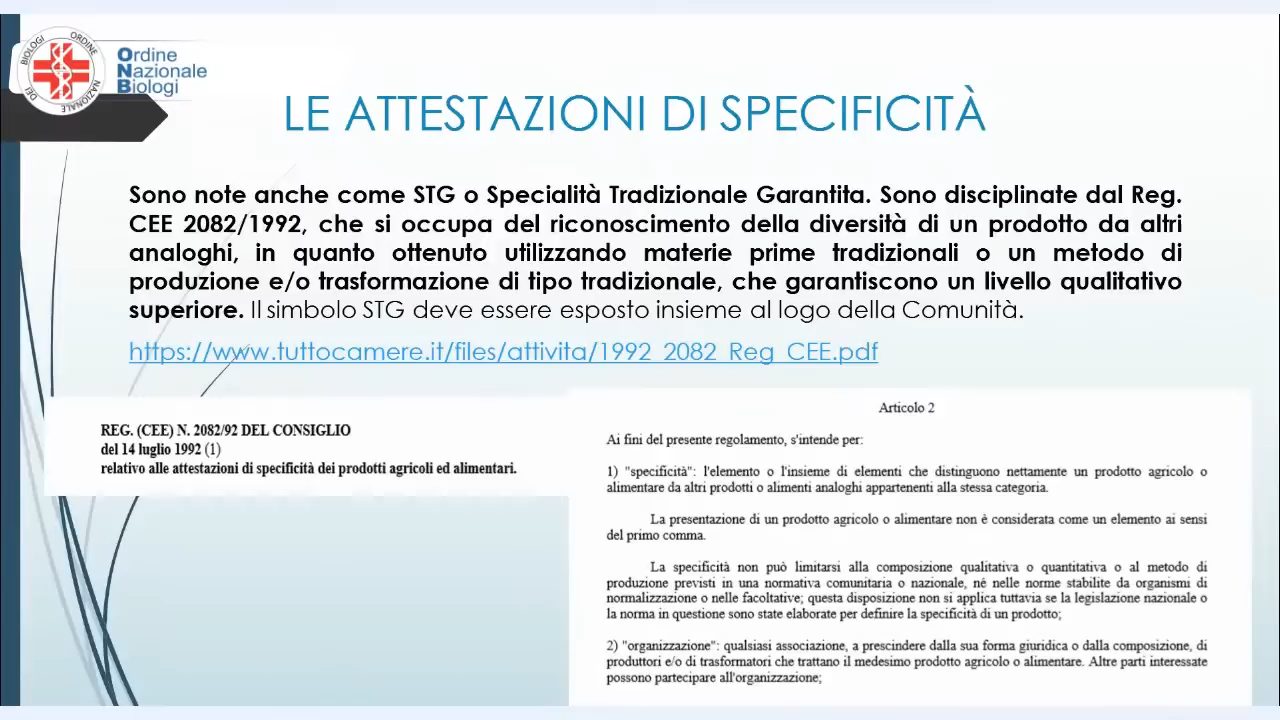 BIOLOGI ORDINE NAZIONALE DEI
Ordine
Nazionale
Biologi
LE ATTESTAZIONI DI SPECIFICITÀ
Sono note anche come STG o Specialità Tradizionale Garantita. Sono disciplinate dal Reg.
CEE 2082/1992, che si occupa del riconoscimento della diversità di un prodotto da altri
analoghi, in quanto ottenuto utilizzando materie prime tradizionali o un metodo di
produzione e/o trasformazione di tipo tradizionale, che garantiscono un livello qualitativo
superiore. Il simbolo STG deve essere esposto insieme al logo della Comunità.
https://www.tuttocamere.it/files/attivita/1992_2082_Reg_CEE.pdf
REG. (CEE) N. 2082/92 DEL CONSIGLIO
del 14 luglio 1992 (1)
relativo alle attestazioni di specificità dei prodotti agricoli ed alimentari.
Articolo 2
Ai fini del presente regolamento, s'intende per:
1) "specificità": l'elemento o l'insieme di elementi che distinguono nettamente un prodotto agricolo o
alimentare da altri prodotti o alimenti analoghi appartenenti alla stessa categoria.
La presentazione di un prodotto agricolo o alimentare non è considerata come un elemento ai sensi
del primo comma.
La specificità non può limitarsi alla composizione qualitativa o quantitativa o al metodo di
produzione previsti in una normativa comunitaria o nazionale, né nelle norme stabilite da organismi di
normalizzazione o nelle facoltative; questa disposizione non si applica tuttavia se la legislazione nazionale o
la norma in questione sono state elaborate per definire la specificità di un prodotto;
2) "organizzazione": qualsiasi associazione, a prescindere dalla sua forma giuridica o dalla composizione, di
produttori e/o di trasformatori che trattano il medesimo prodotto agricolo o alimentare. Altre parti interessate
possono partecipare all'organizzazione;